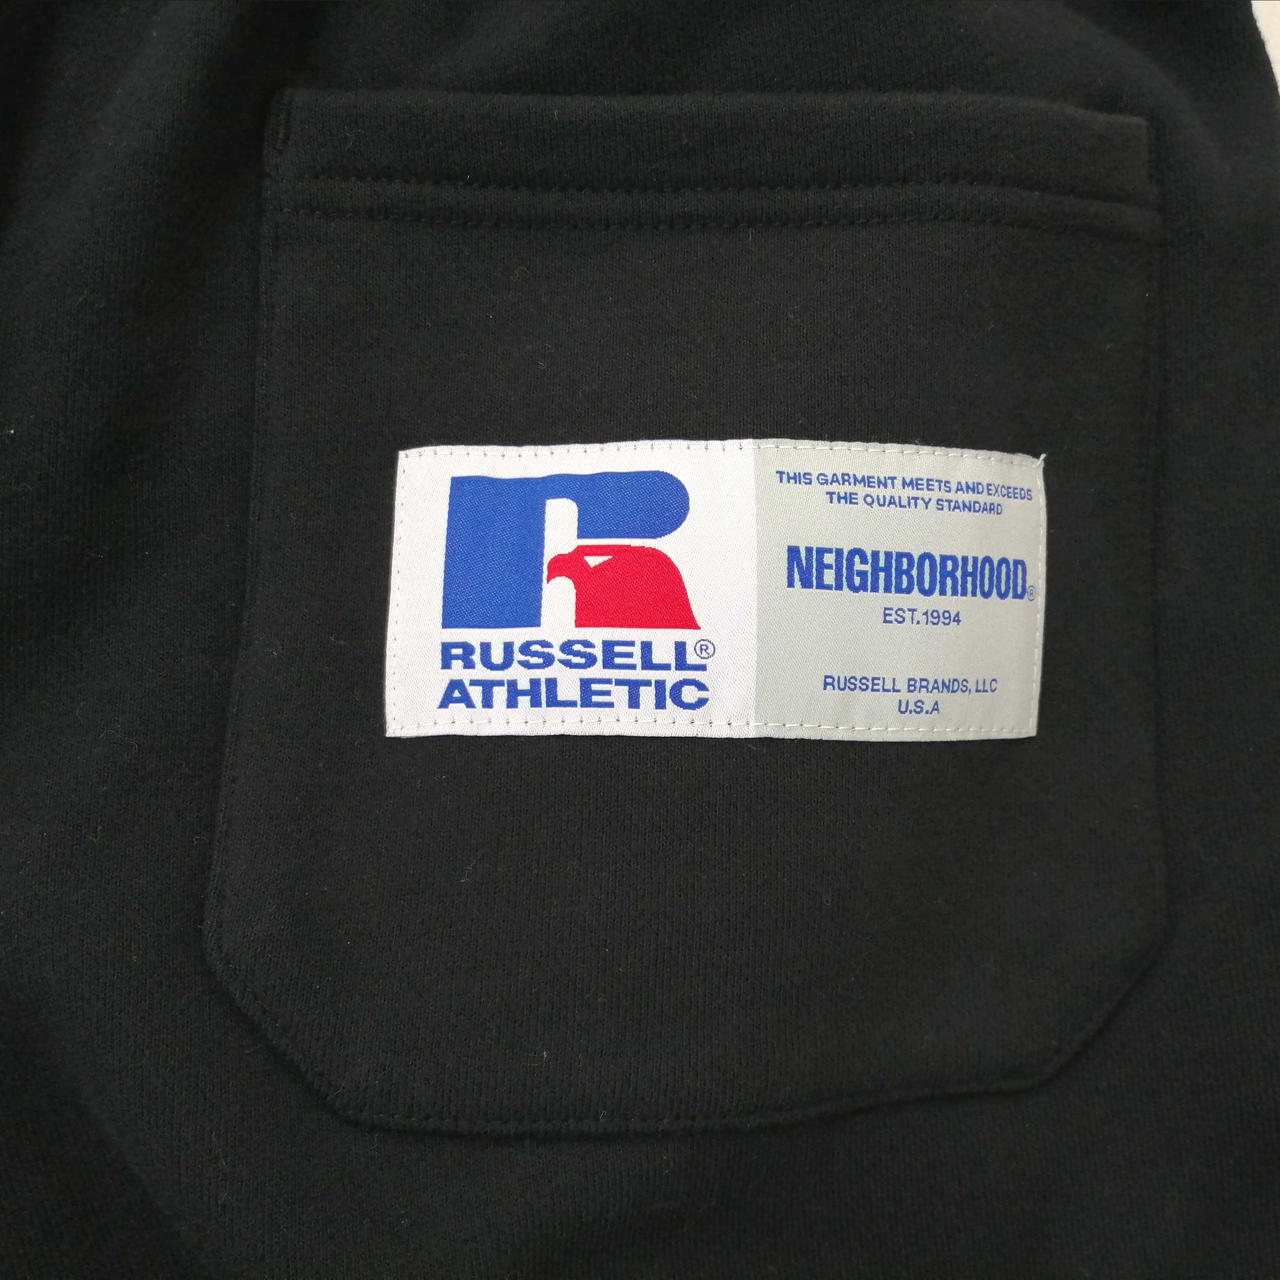 RUSSELL®
ATHLETIC
THIS GARMENT MEETS AND EXCEEDS
THE QUALITY STANDARD
NEIGHBORHOOD®
EST.1994
RUSSELL BRANDS, LLC
U.S.A